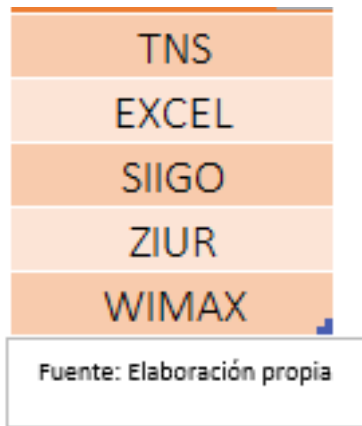 TNS
EXCEL
SIIGO
ZIUR
WIMAX
Fuente: Elaboración propia